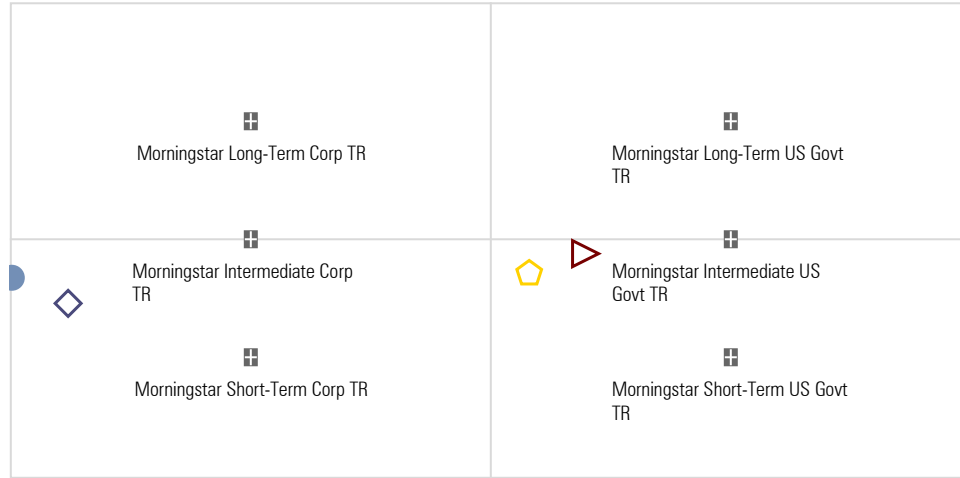 Morningstar Long-Term Corp TR
Morningstar Long-Term US Govt
TR
Morningstar Intermediate Corp
TR
Morningstar Intermediate US
Govt TR
Morningstar Short-Term Corp TR
Morningstar Short-Term US Govt
TR